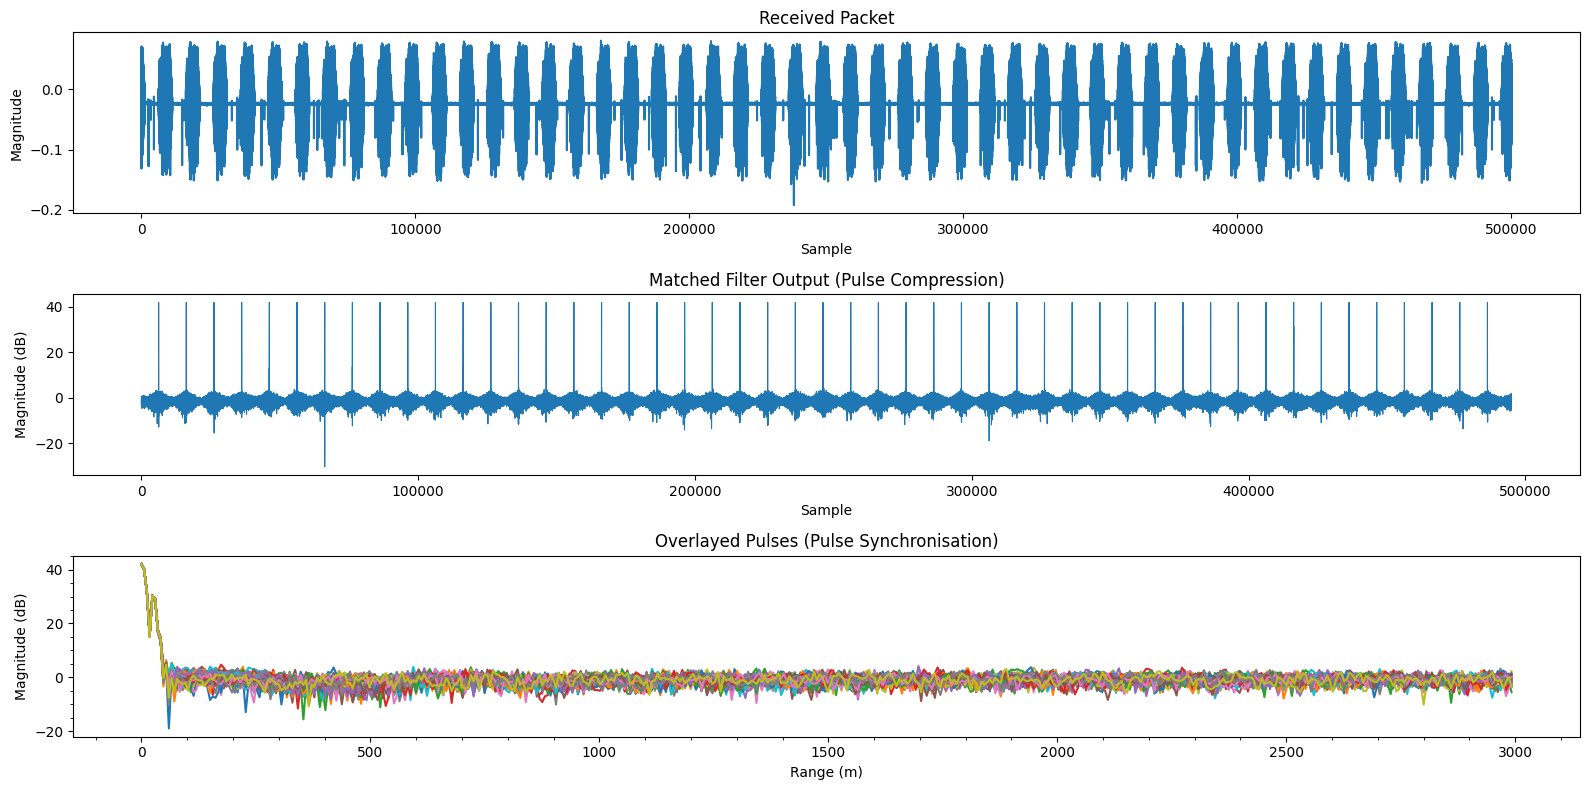 Received Packet
Magnitude
0.0
−0.1
−0.2
0 100000 200000 300000 400000 500000
Sample
Matched Filter Output (Pulse Compression)
Magnitude (dB)
40
20
0
−20
0 100000 200000 300000 400000 500000
Sample
Overlayed Pulses (Pulse Synchronisation)
Magnitude (dB)
40
20
0
−20
0 500 1000 1500 2000 2500 3000
Range (m)